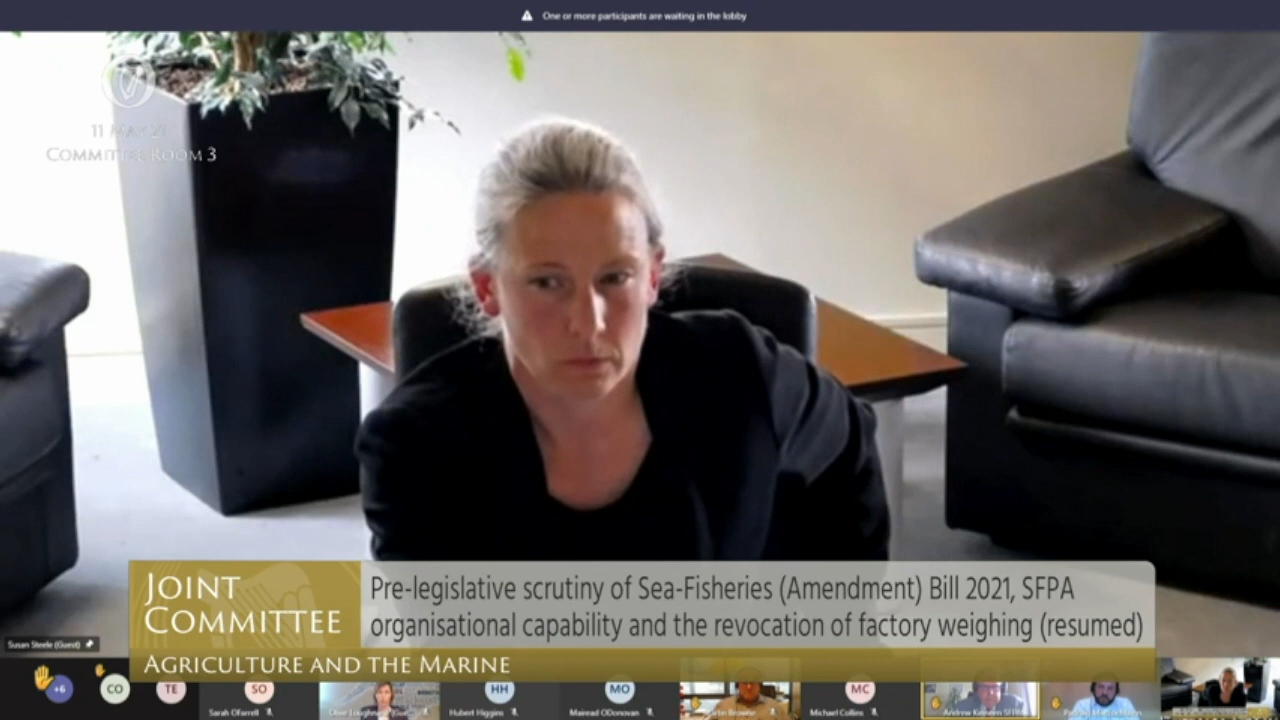 One or more participants are waiting in the lobby
11 MAY 21
COMMITTEE ROOM 3
JOINT
COMMITTEE
Pre-legislative scrutiny of Sea-Fisheries (Amendment) Bill 2021, SFPA
organisational capability and the revocation of factory weighing (resumed)
Susan Steele (Guest)
AGRICULTURE AND THE MARINE
+6
CO
TE
SO
HH
MO
MC
Sarah OFarrell
Hubert Higgins
Mairead ODonovan
Martin Browne
Michael Collins